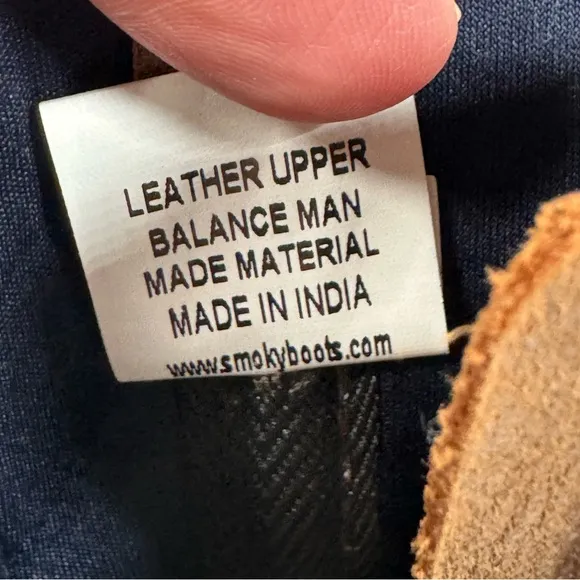 LEATHER UPPER
BALANCE MAN
MADE MATERIAL
MADE IN INDIA
www.smokyboots.com